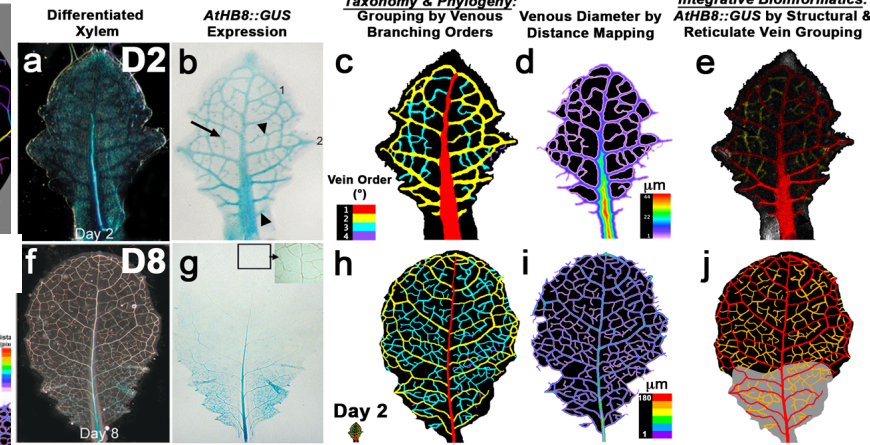 Differentiated
Xylem
AtHB8::GUS
Expression
Taxonomy & Phylogeny:
Grouping by Venous
Branching Orders
Venous Diameter by
Distance Mapping
Integrative Bioinformatics:
AtHB8::GUS by Structural &
Reticulate Vein Grouping
a
D2
Day 2
b
1
2
c
Vein Order
(°)
1
2
3
4
d
µm
44
22
1
e
f
D8
Day 8
g
h
Day 2
i
µm
180
1
j